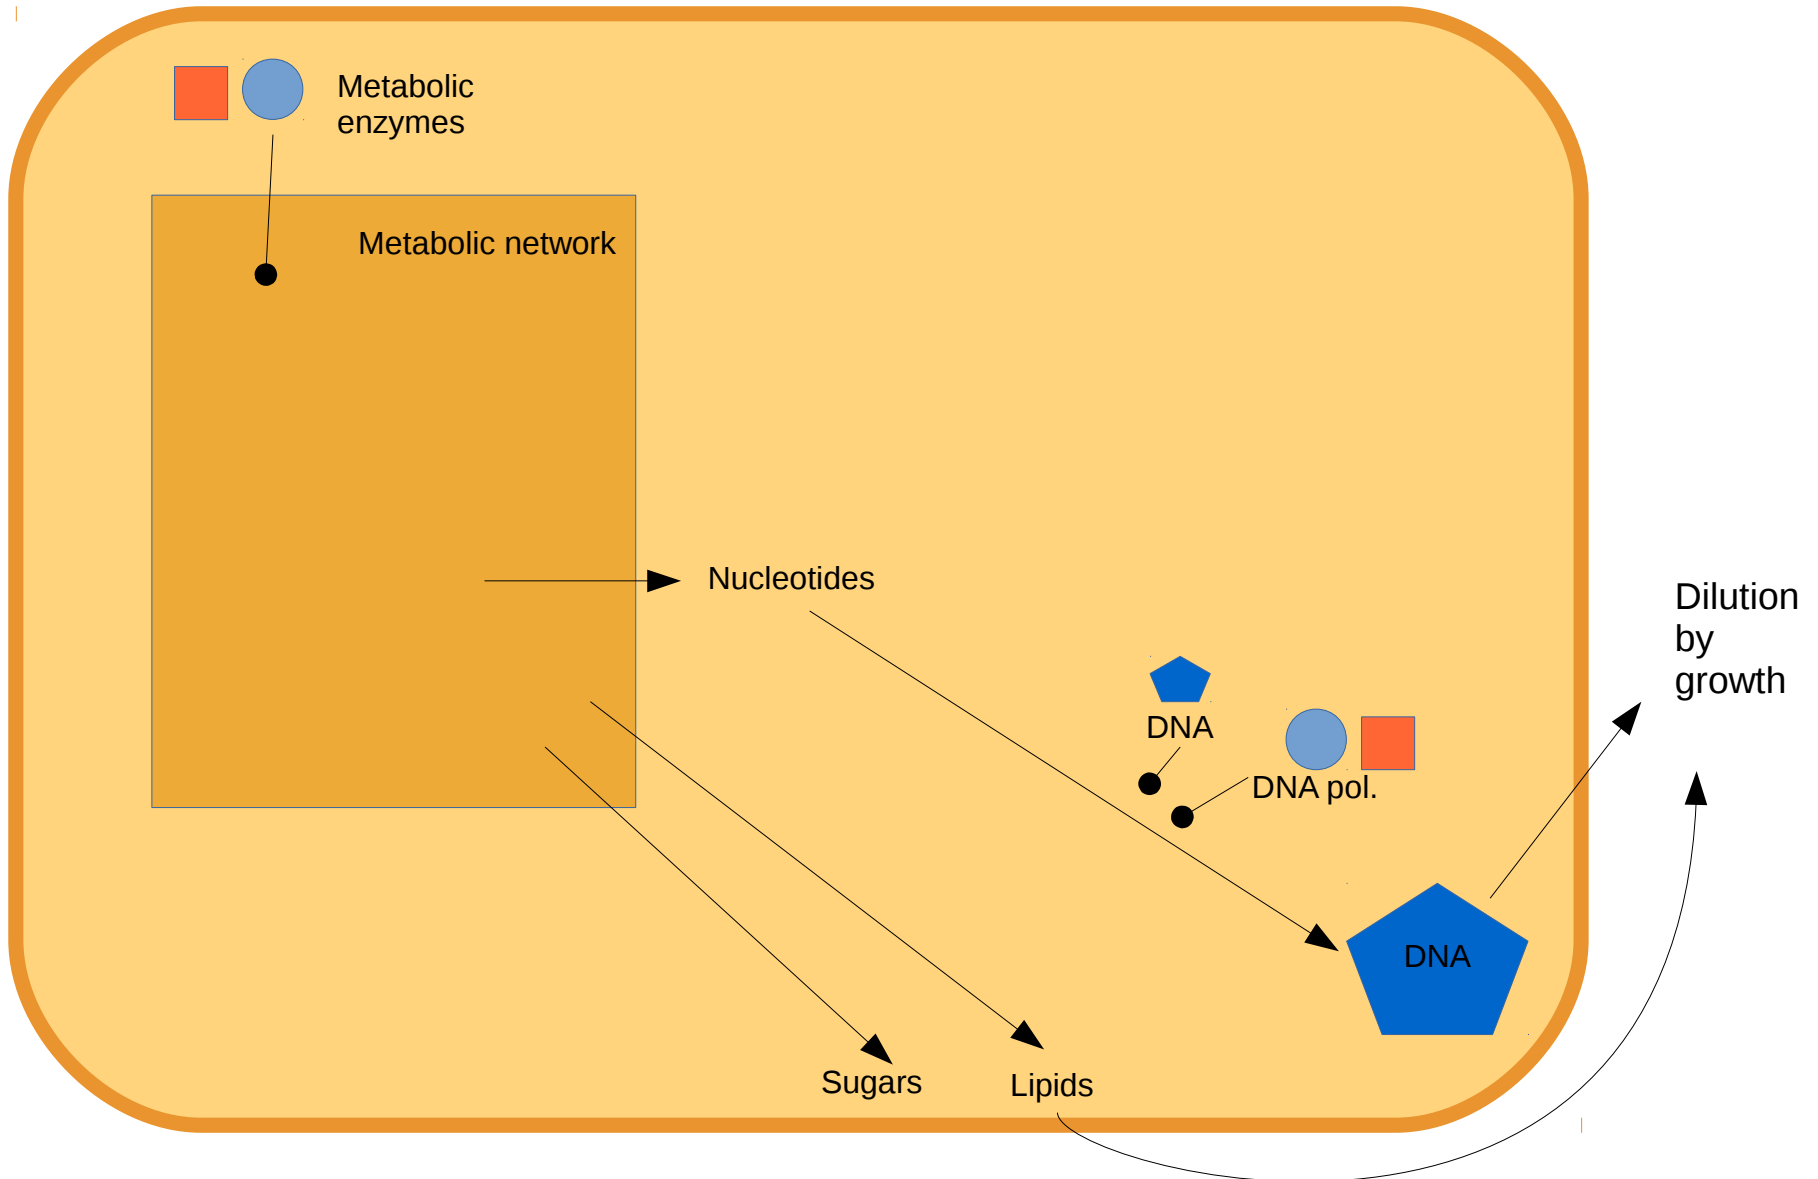 Metabolic
enzymes
Metabolic network
Nucleotides
Dilution
by
growth
DNA
DNA pol.
DNA
Sugars
Lipids